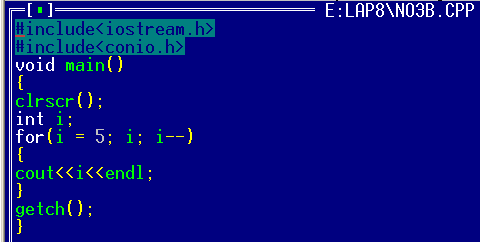 [▪] E:LAP8\NO3B.CPP
#include<iostream.h>
#include<conio.h>
void main()
{
clrscr();
int i;
for(i = 5; i; i--)
{
cout<<i<<endl;
}
getch();
}